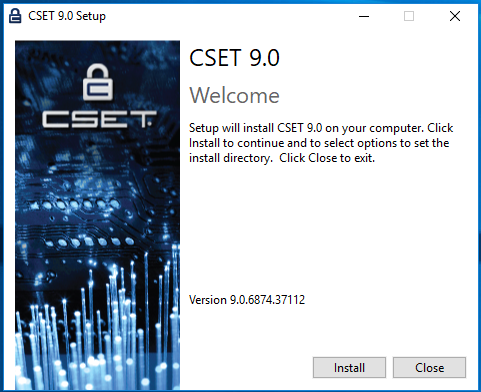 CSET 9.0 Setup
CSET
CSET 9.0
Welcome
Setup will install CSET 9.0 on your computer. Click
Install to continue and to select options to set the
install directory.  Click Close to exit.
Version 9.0.6874.37112
Install
Close